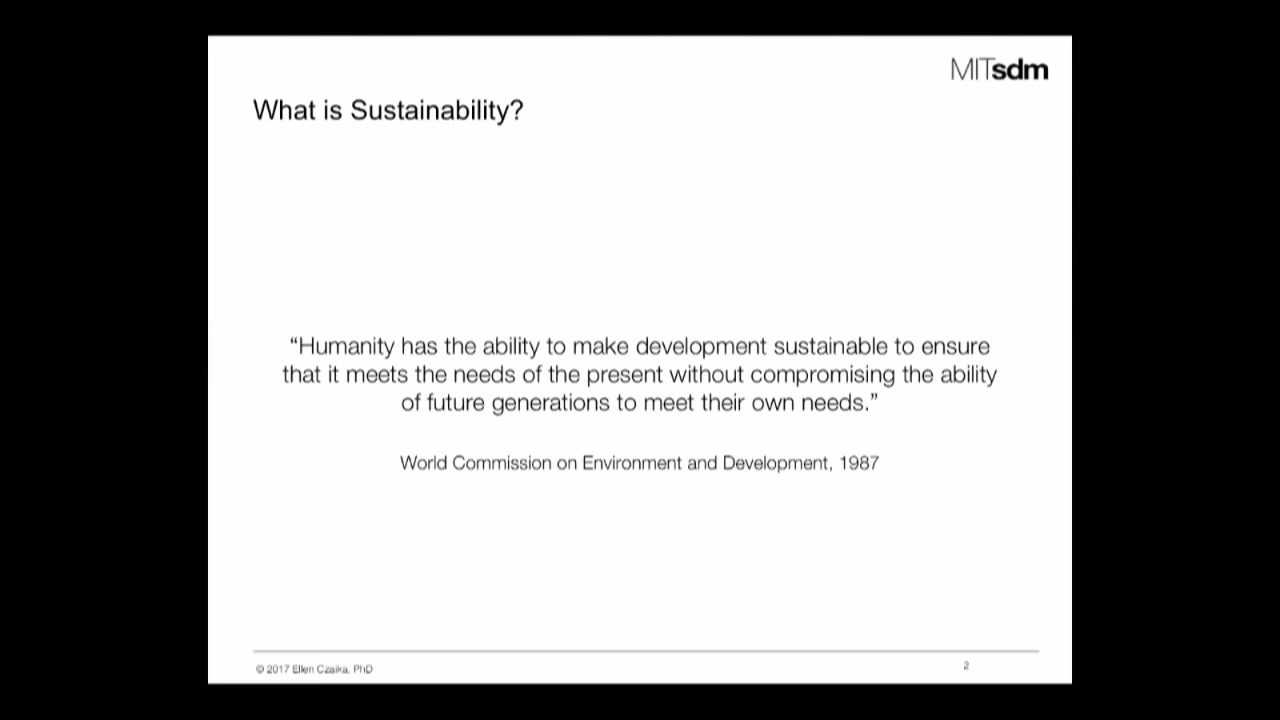 MITsdm
What is Sustainability?
“Humanity has the ability to make development sustainable to ensure
that it meets the needs of the present without compromising the ability
of future generations to meet their own needs.”
World Commission on Environment and Development, 1987
© 2017 Ellen Czaika, PhD
2